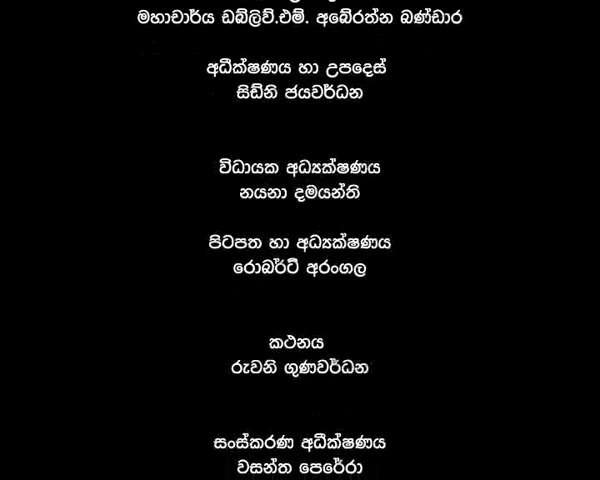 මහාචාර්ය ඩබ්ලිව්.එම්. අබේරත්න බණ්ඩාර
අධීක්ෂණය හා උපදෙස්
සිඩ්නි ජයවර්ධන
විධායක අධ්‍යක්ෂණය
නයනා දමයන්ති
පිටපත හා අධ්‍යක්ෂණය
රොබර්ට් අරංගල
කථනය
රුවනි ගුණවර්ධන
සංස්කරණ අධීක්ෂණය
වසන්ත පෙරේරා